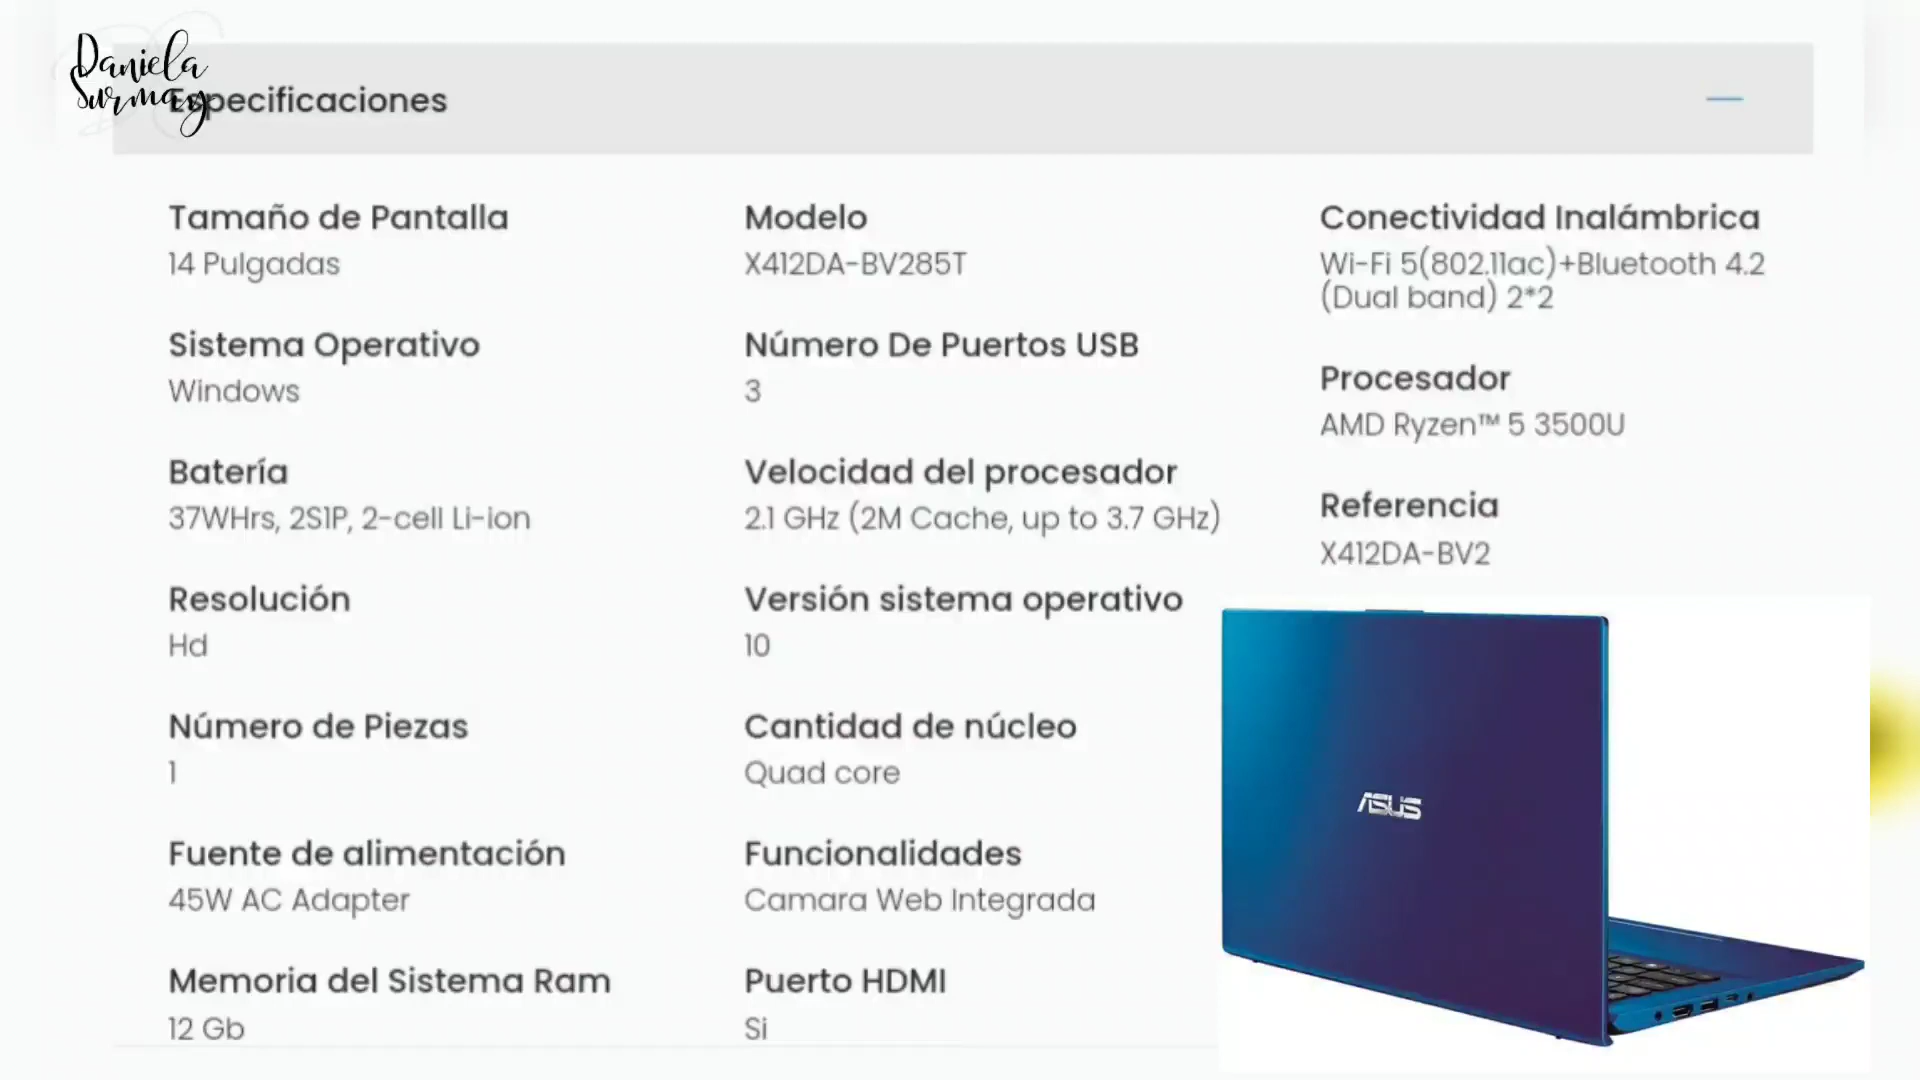 Daniela
Surmay
Especificaciones
Tamaño de Pantalla
14 Pulgadas
Sistema Operativo
Windows
Batería
37WHrs, 2S1P, 2-cell Li-ion
Resolución
Hd
Número de Piezas
1
Fuente de alimentación
45W AC Adapter
Memoria del Sistema Ram
12 Gb
Modelo
X412DA-BV285T
Número De Puertos USB
3
Velocidad del procesador
2.1 GHz (2M Cache, up to 3.7 GHz)
Versión sistema operativo
10
Cantidad de núcleo
Quad core
Funcionalidades
Camara Web Integrada
Puerto HDMI
Si
Conectividad Inalámbrica
Wi-Fi 5(802.11ac)+Bluetooth 4.2
(Dual band) 2*2
Procesador
AMD Ryzen™ 5 3500U
Referencia
X412DA-BV2
ASUS